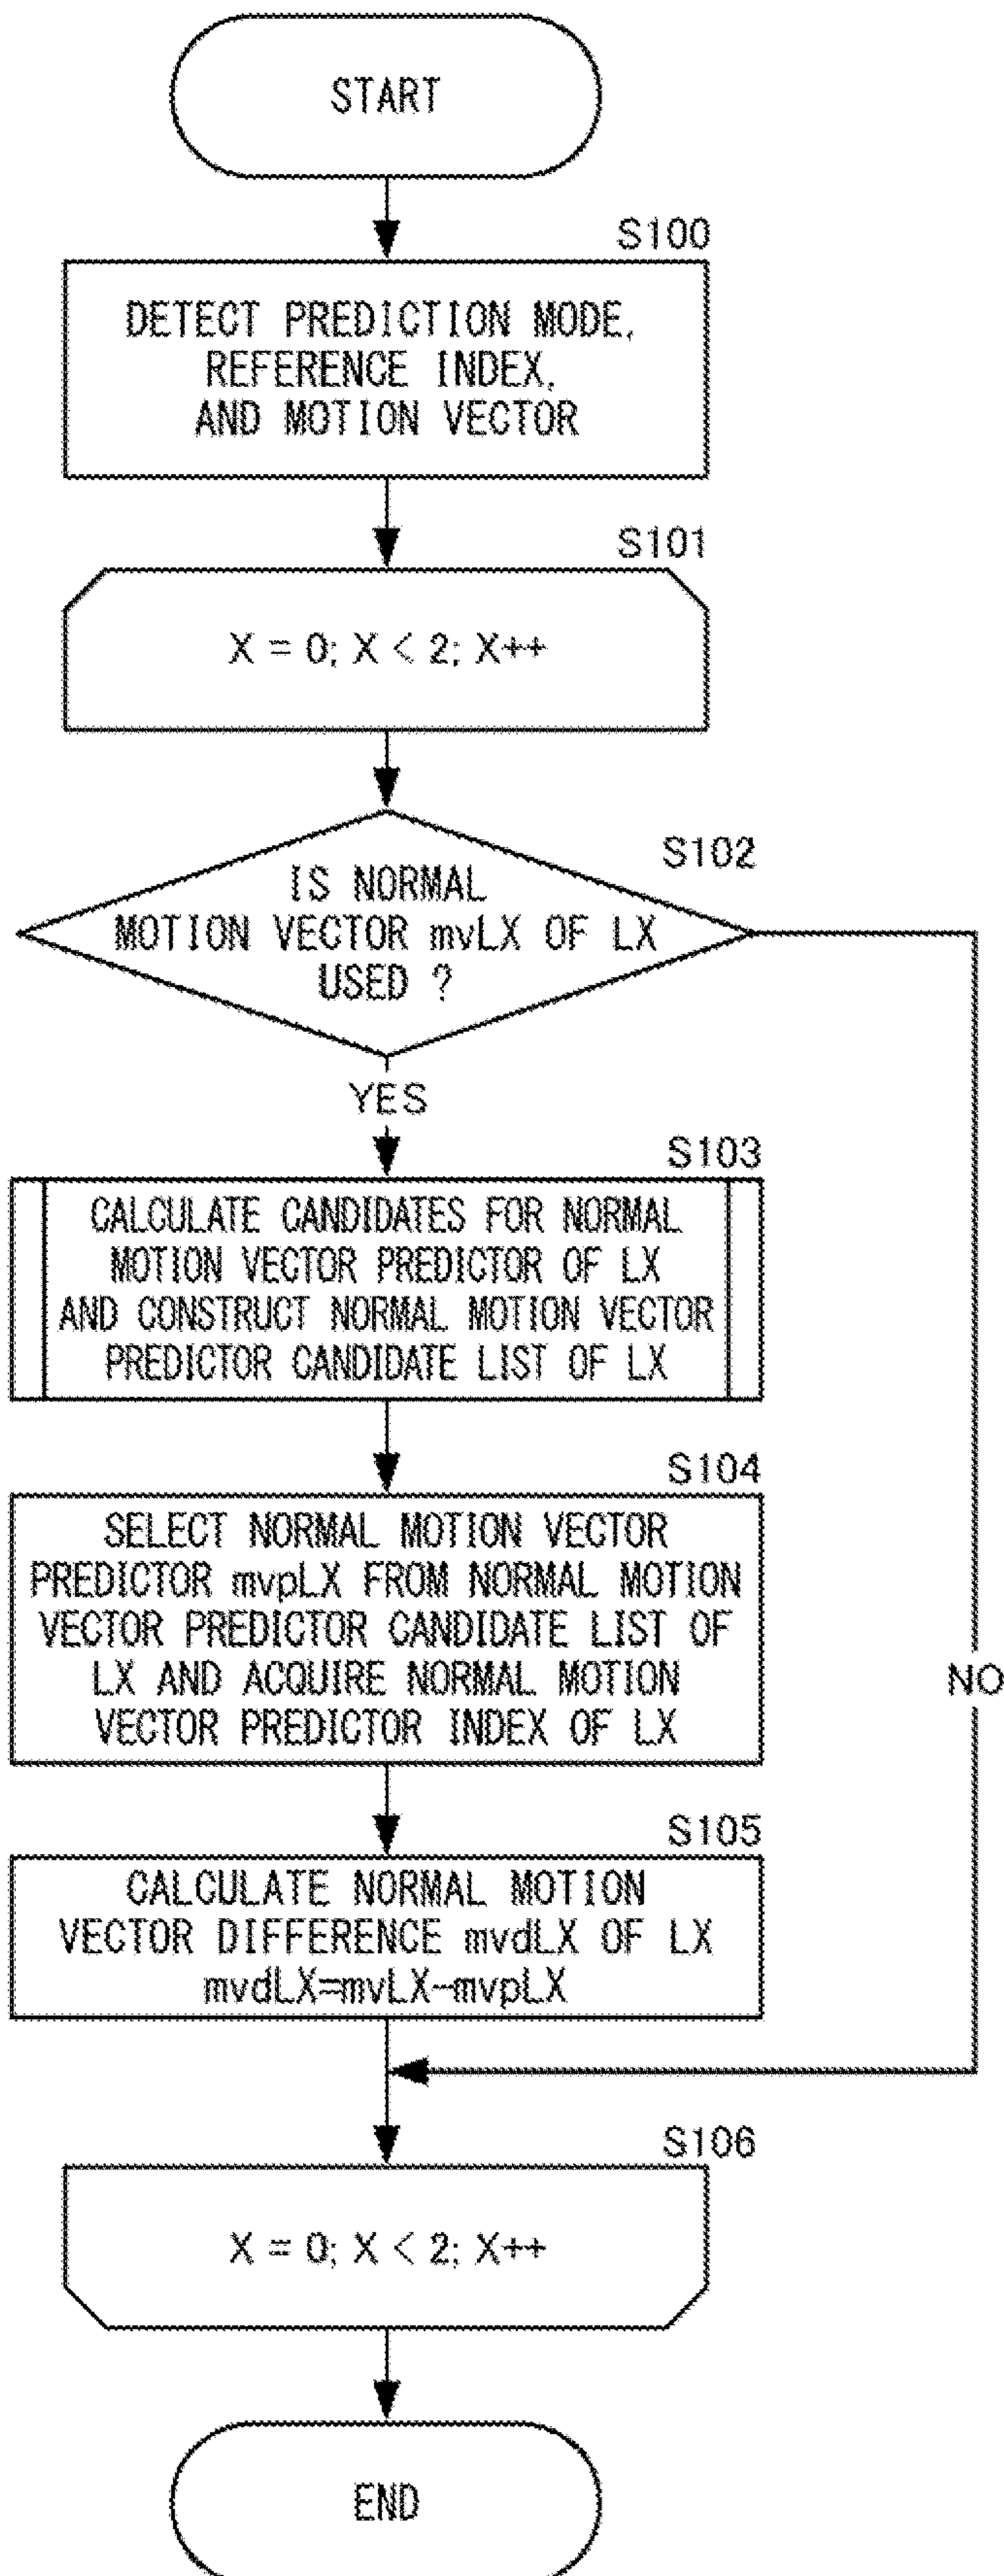 START
S100
DETECT PREDICTION MODE,
REFERENCE INDEX,
AND MOTION VECTOR
S101
X = 0; X < 2; X++
S102
IS NORMAL
MOTION VECTOR mvLX OF LX
USED ?
YES
S103
CALCULATE CANDIDATES FOR NORMAL
MOTION VECTOR PREDICTOR OF LX
AND CONSTRUCT NORMAL MOTION VECTOR
PREDICTOR CANDIDATE LIST OF LX
S104
SELECT NORMAL MOTION VECTOR
PREDICTOR mvpLX FROM NORMAL MOTION
VECTOR PREDICTOR CANDIDATE LIST OF
LX AND ACQUIRE NORMAL MOTION
VECTOR PREDICTOR INDEX OF LX
NO
S105
CALCULATE NORMAL MOTION
VECTOR DIFFERENCE mvdLX OF LX
mvdLX=mvLX-mvpLX
S106
X = 0; X < 2; X++
END